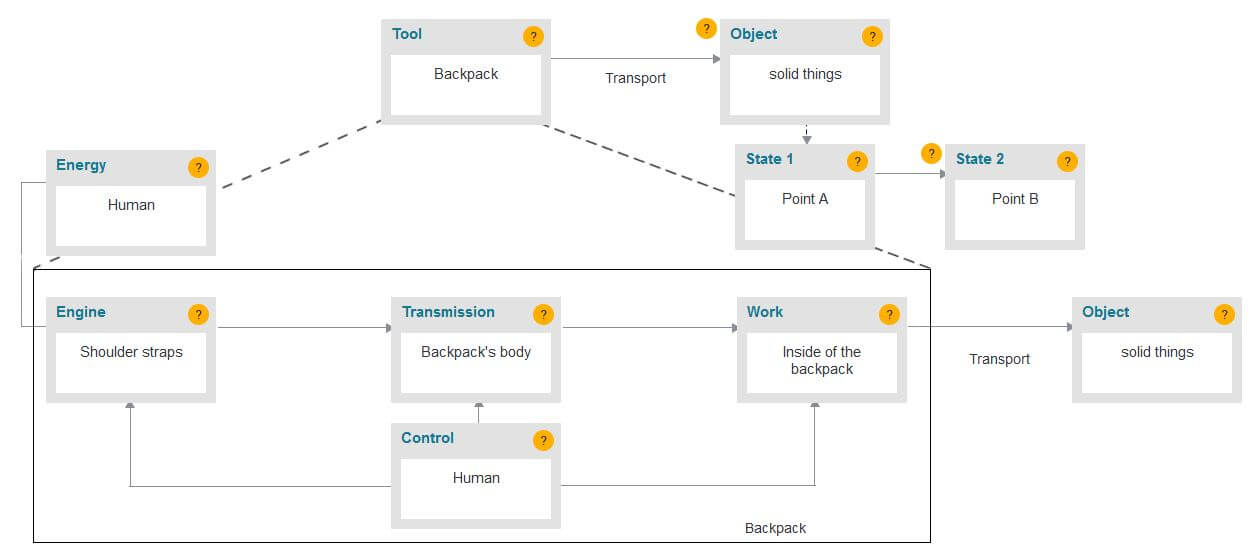 Tool ?
Backpack
Transport
? Object ?
solid things
Energy ?
Human
State 1 ?
Point A
? State 2 ?
Point B
Engine ?
Shoulder straps
Transmission ?
Backpack's body
Work ?
Inside of the
backpack
Transport
Object ?
solid things
Control ?
Human
Backpack